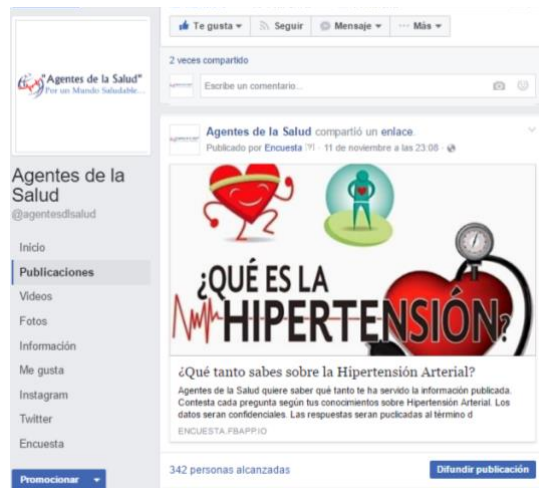 Te gusta
Seguir
Mensaje
Más
2 veces compartido
Escribe un comentario...
"Agentes de la Salud"
Por un Mundo Saludable...
Agentes de la Salud compartió un enlace.
Publicado por Encuesta [?] · 11 de noviembre a las 23:08 ·
Agentes de la
Salud
@agentesdlsalud
Inicio
Publicaciones
Videos
Fotos
Información
Me gusta
Instagram
Twitter
Encuesta
Promocionar
¿QUÉ ES LA
HIPERTENSIÓN?
¿Qué tanto sabes sobre la Hipertensión Arterial?
Agentes de la Salud quiere saber qué tanto te ha servido la información publicada.
Contesta cada pregunta según tus conocimientos sobre Hipertensión Arterial. Los
datos seran confidenciales. Las respuestas seran puclicadas al término d
ENCUESTA.FBAPP.IO
342 personas alcanzadas
Difundir publicación